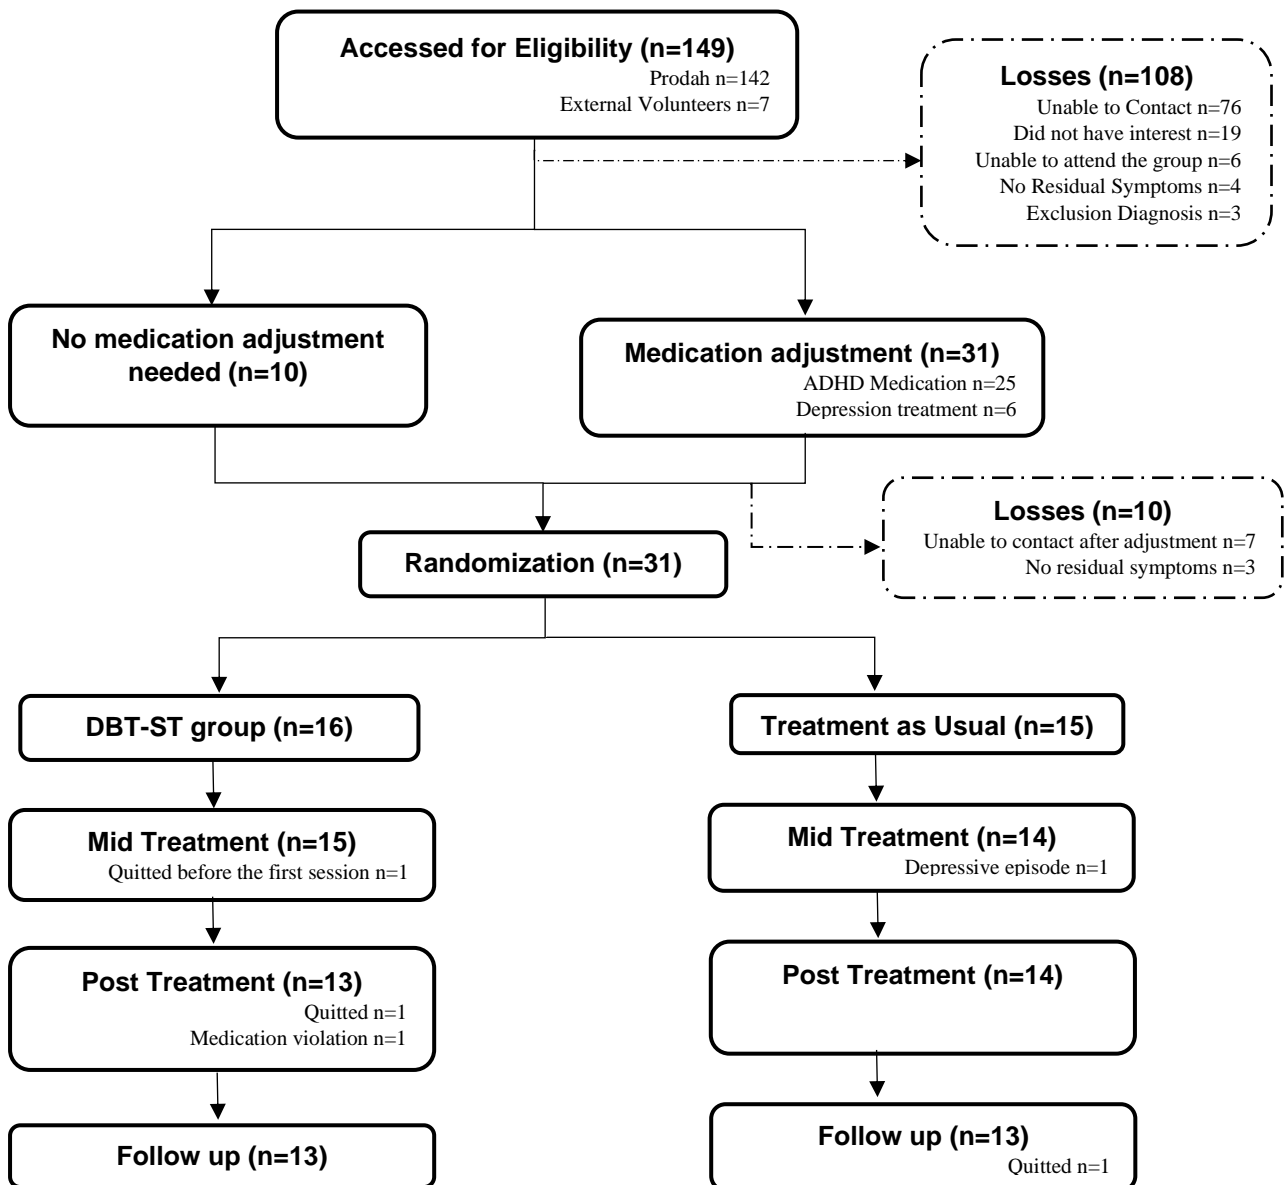 Accessed for Eligibility (n=149)
Prodah n=142
External Volunteers n=7
Losses (n=108)
Unable to Contact n=76
Did not have interest n=19
Unable to attend the group n=6
No Residual Symptoms n=4
Exclusion Diagnosis n=3
No medication adjustment
needed (n=10)
Medication adjustment (n=31)
ADHD Medication n=25
Depression treatment n=6
Losses (n=10)
Unable to contact after adjustment n=7
No residual symptoms n=3
Randomization (n=31)
DBT-ST group (n=16)
Treatment as Usual (n=15)
Mid Treatment (n=15)
Quitted before the first session n=1
Mid Treatment (n=14)
Depressive episode n=1
Post Treatment (n=13)
Quitted n=1
Medication violation n=1
Post Treatment (n=14)
Follow up (n=13)
Follow up (n=13)
Quitted n=1